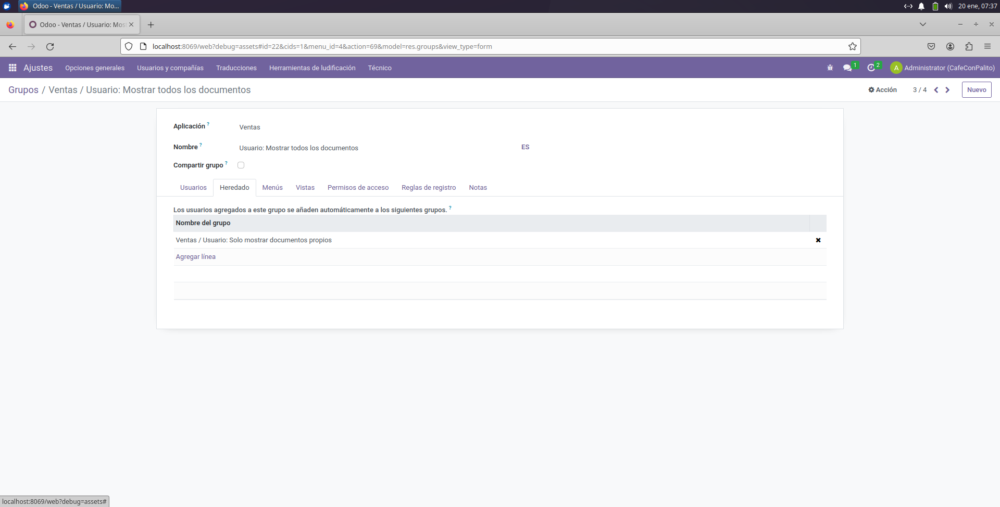 Odoo - Ventas / Usuario: Mo...
20 ene, 07:37
Odoo - Ventas / Usuario: Mos
localhost:8069/web?debug=assets#id=22&cids=1&menu_id=4&action=69&model=res.groups&view_type=form
Ajustes Opciones generales Usuarios y compañías Traducciones Herramientas de ludificación Técnico 1 2 A Administrator (CafeConPalito)
Grupos / Ventas / Usuario: Mostrar todos los documentos Acción 3 / 4 Nuevo
Aplicación ? Ventas
Nombre ? Usuario: Mostrar todos los documentos ES
Compartir grupo ?
Usuarios Heredado Menús Vistas Permisos de acceso Reglas de registro Notas
Los usuarios agregados a este grupo se añaden automáticamente a los siguientes grupos. ?
Nombre del grupo
Ventas / Usuario: Solo mostrar documentos propios
Agregar línea
localhost:8069/web?debug=assets#